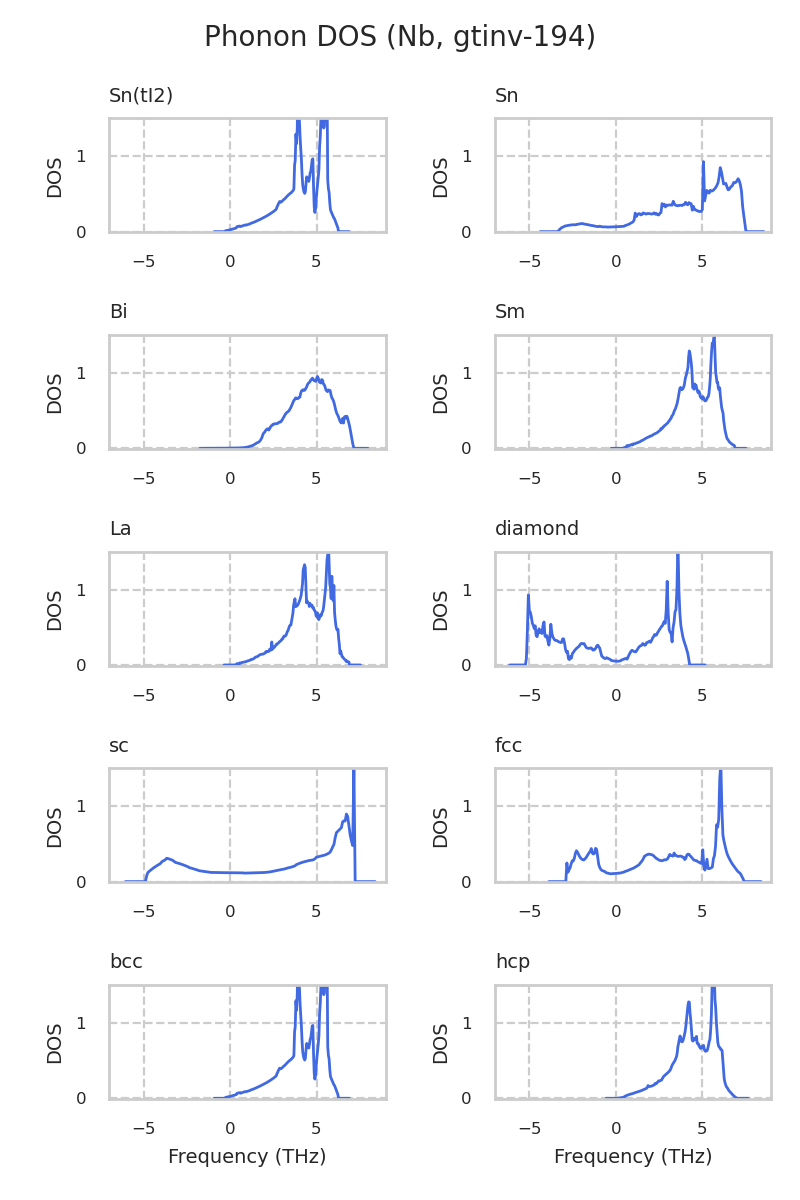 Phonon DOS (Nb, gtinv-194)
Sn(tI2)
Sn
DOS
1
0
−5 0 5
DOS
1
0
−5 0 5
Bi
Sm
DOS
1
0
−5 0 5
DOS
1
0
−5 0 5
La
diamond
DOS
1
0
−5 0 5
DOS
1
0
−5 0 5
sc
fcc
DOS
1
0
−5 0 5
DOS
1
0
−5 0 5
bcc
hcp
DOS
1
0
−5 0 5
DOS
1
0
−5 0 5
Frequency (THz)
Frequency (THz)